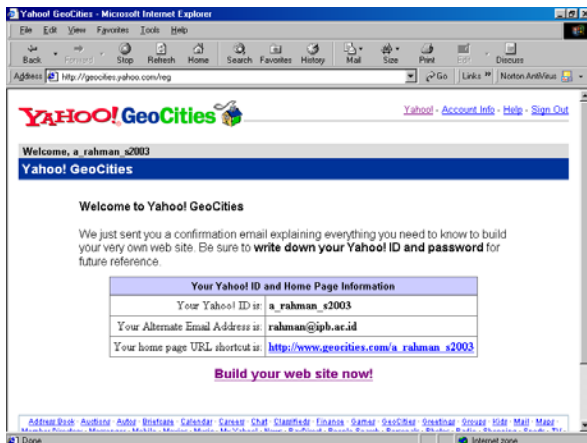 Yahoo! GeoCities - Microsoft Internet Explorer
File Edit View Favorites Tools Help
Back Forward Stop Refresh Home Search Favorites History Mail Size Print Edit Discuss
Address http://geocities.yahoo.com/reg Go Links » Norton AntiVirus
YAHOO! GeoCities
Yahoo! - Account Info - Help - Sign Out
Welcome, a_rahman_s2003
Yahoo! GeoCities
Welcome to Yahoo! GeoCities
We just sent you a confirmation email explaining everything you need to know to build
your very own web site. Be sure to write down your Yahoo! ID and password for
future reference.
Your Yahoo! ID and Home Page Information
Your Yahoo! ID is: a_rahman_s2003
Your Alternate Email Address is: rahman@ipb.ac.id
Your home page URL shortcut is: http://www.geocities.com/a_rahman_s2003
Build your web site now!
Address Book · Auctions · Autos · Briefcase · Calendar · Careers · Chat · Classifieds · Finance · Games · GeoCities · Greetings · Groups · Kids · Mail · Maps ·
Done Internet zone